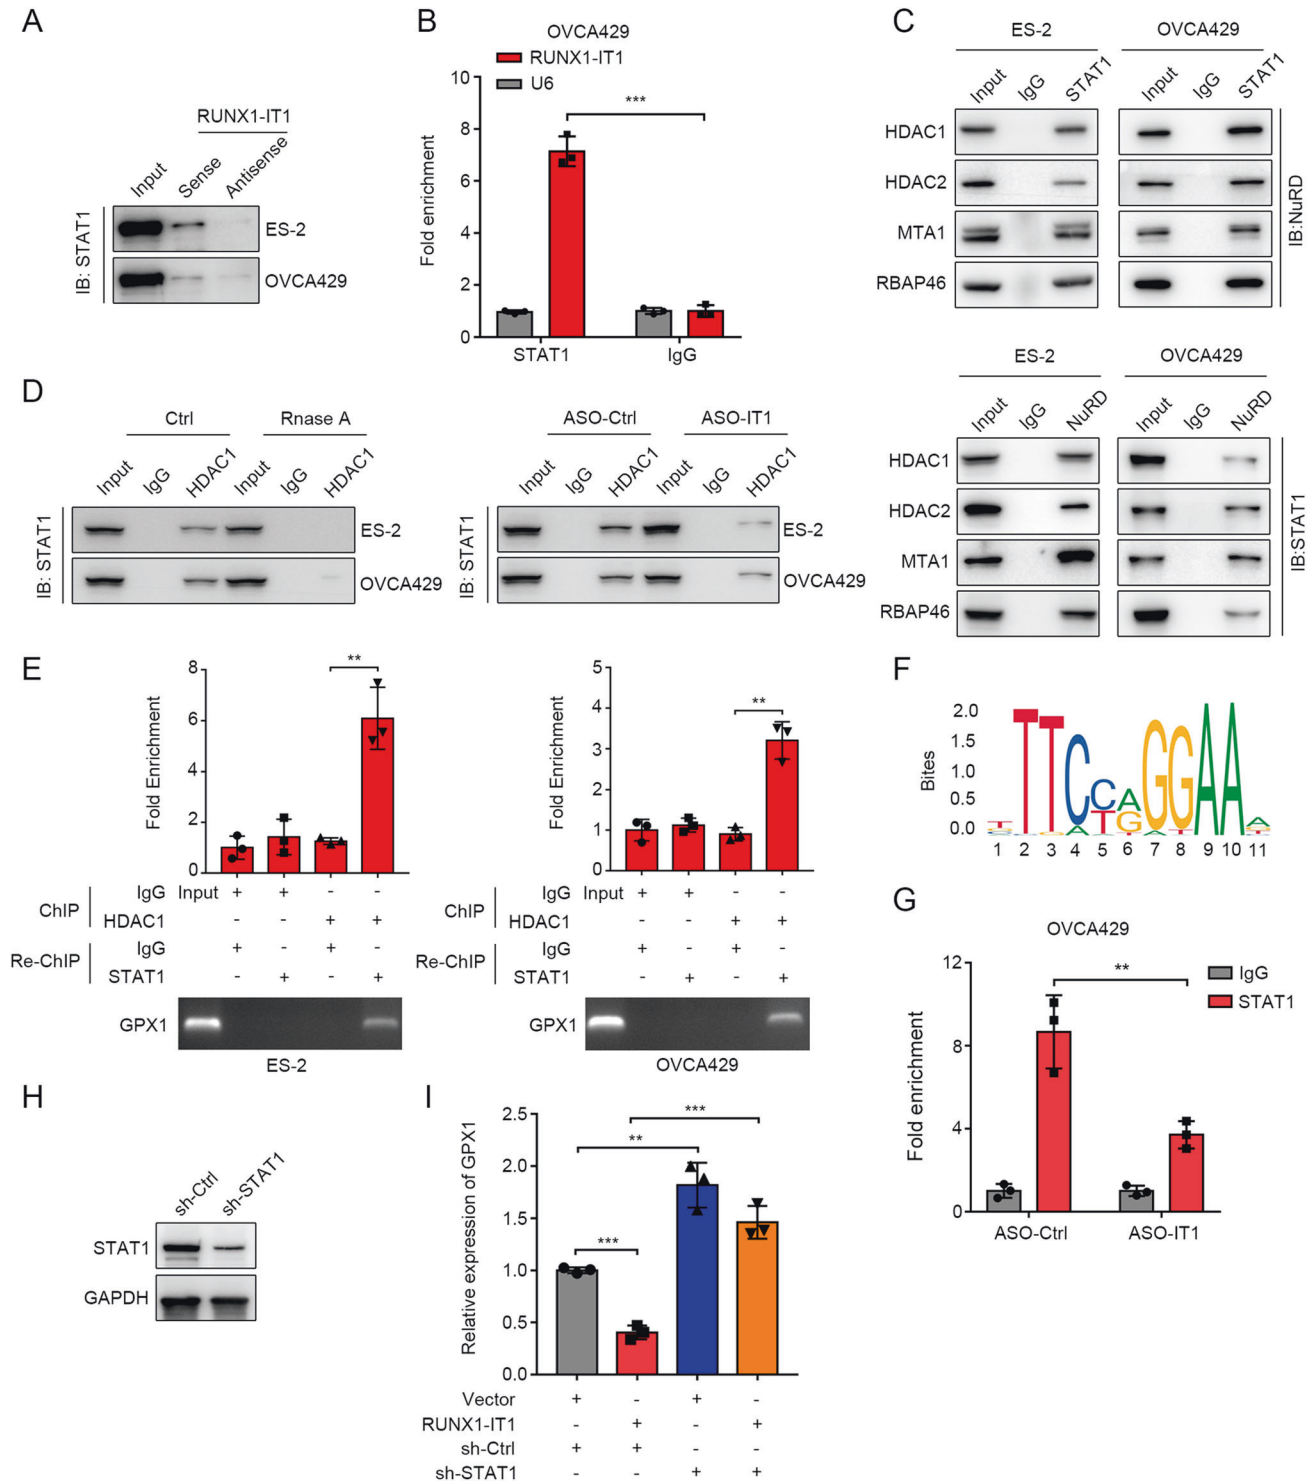 A
RUNX1-IT1
Input Sense Antisense
IB: STAT1
ES-2
OVCA429
B
OVCA429
RUNX1-IT1
U6
***
Fold enrichment
10
8
6
4
2
0
STAT1 IgG
C
ES-2 OVCA429
Input IgG STAT1 Input IgG STAT1
HDAC1
HDAC2
MTA1
RBAP46
IB:NuRD
ES-2 OVCA429
Input IgG NuRD Input IgG NuRD
HDAC1
HDAC2
MTA1
RBAP46
IB:STAT1
D
Ctrl Rnase A
Input IgG HDAC1 Input IgG HDAC1
IB: STAT1
ES-2
OVCA429
ASO-Ctrl ASO-IT1
Input IgG HDAC1 Input IgG HDAC1
IB: STAT1
ES-2
OVCA429
E
Fold Enrichment
8
6
4
2
0
**
Input
ChIP
IgG + + - -
HDAC1 - - + +
Re-ChIP
IgG + - + -
STAT1 - + - +
GPX1
ES-2
Fold Enrichment
5
4
3
2
1
0
**
Input
ChIP
IgG + + - -
HDAC1 - - + +
Re-ChIP
IgG + - + -
STAT1 - + - +
GPX1
OVCA429
F
Bites
2.0
1.5
1.0
0.5
0.0
TTCCAGGAA
1 2 3 4 5 6 7 8 9 10 11
G
OVCA429
IgG
STAT1
**
Fold enrichment
12
8
4
0
ASO-Ctrl ASO-IT1
H
sh-Ctrl sh-STAT1
STAT1
GAPDH
I
Relative expression of GPX1
2.5
2.0
1.5
1.0
0.5
0.0
***
**
***
Vector + - + -
RUNX1-IT1 - + - +
sh-Ctrl + + - -
sh-STAT1 - - + +